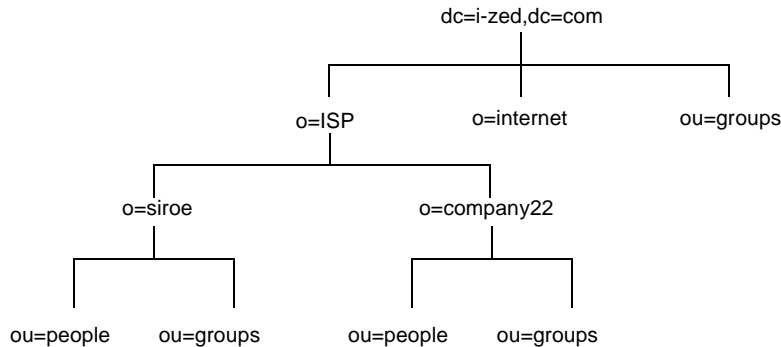 dc=i-zed,dc=com
o=ISP
o=internet
ou=groups
o=siroe
o=company22
ou=people
ou=groups
ou=people
ou=groups